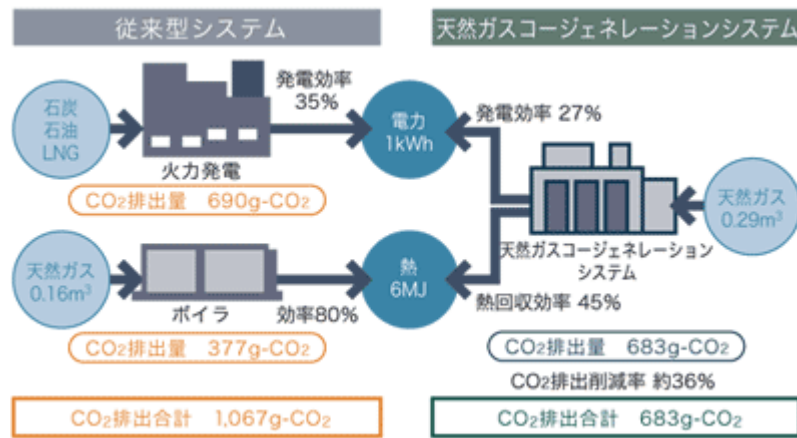 従来型システム
天然ガスコージェネレーションシステム
石炭
石油
LNG
火力発電
発電効率
35%
電力
1kWh
発電効率 27%
天然ガス
0.29m³
CO₂排出量 690g-CO₂
天然ガスコージェネレーション
システム
天然ガス
0.16m³
ボイラ
効率80%
熱
6MJ
熱回収効率 45%
CO₂排出量 377g-CO₂
CO₂排出量 683g-CO₂
CO₂排出削減率 約36%
CO₂排出合計 1,067g-CO₂
CO₂排出合計 683g-CO₂